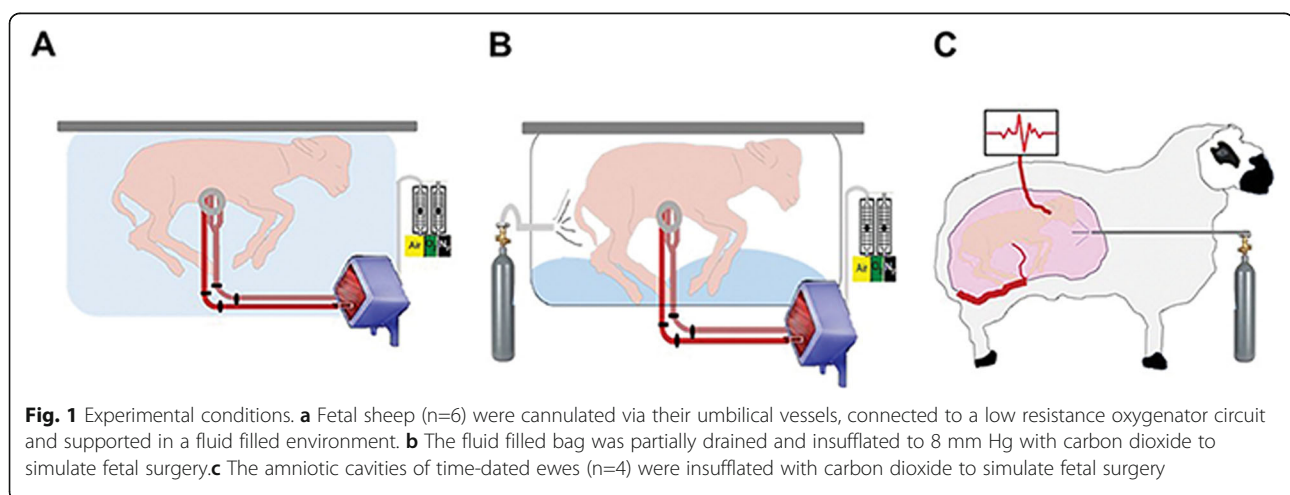 A
B
C
Air O₂ N₂
Air O₂ N₂
Fig. 1 Experimental conditions. a Fetal sheep (n=6) were cannulated via their umbilical vessels, connected to a low resistance oxygenator circuit
and supported in a fluid filled environment. b The fluid filled bag was partially drained and insufflated to 8 mm Hg with carbon dioxide to
simulate fetal surgery.c The amniotic cavities of time-dated ewes (n=4) were insufflated with carbon dioxide to simulate fetal surgery